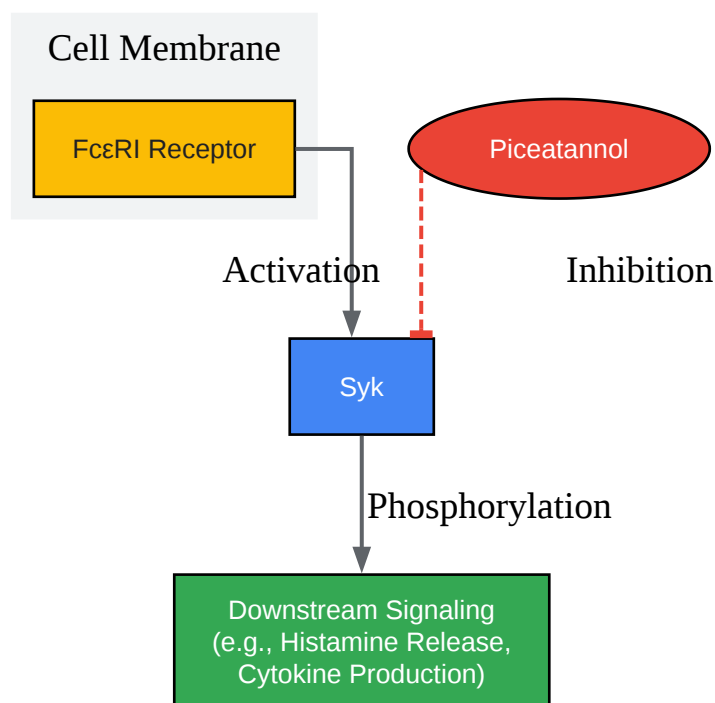 Cell Membrane
FcεRI Receptor
Piceatannol
Activation
Inhibition
Syk
Phosphorylation
Downstream Signaling
(e.g., Histamine Release,
Cytokine Production)